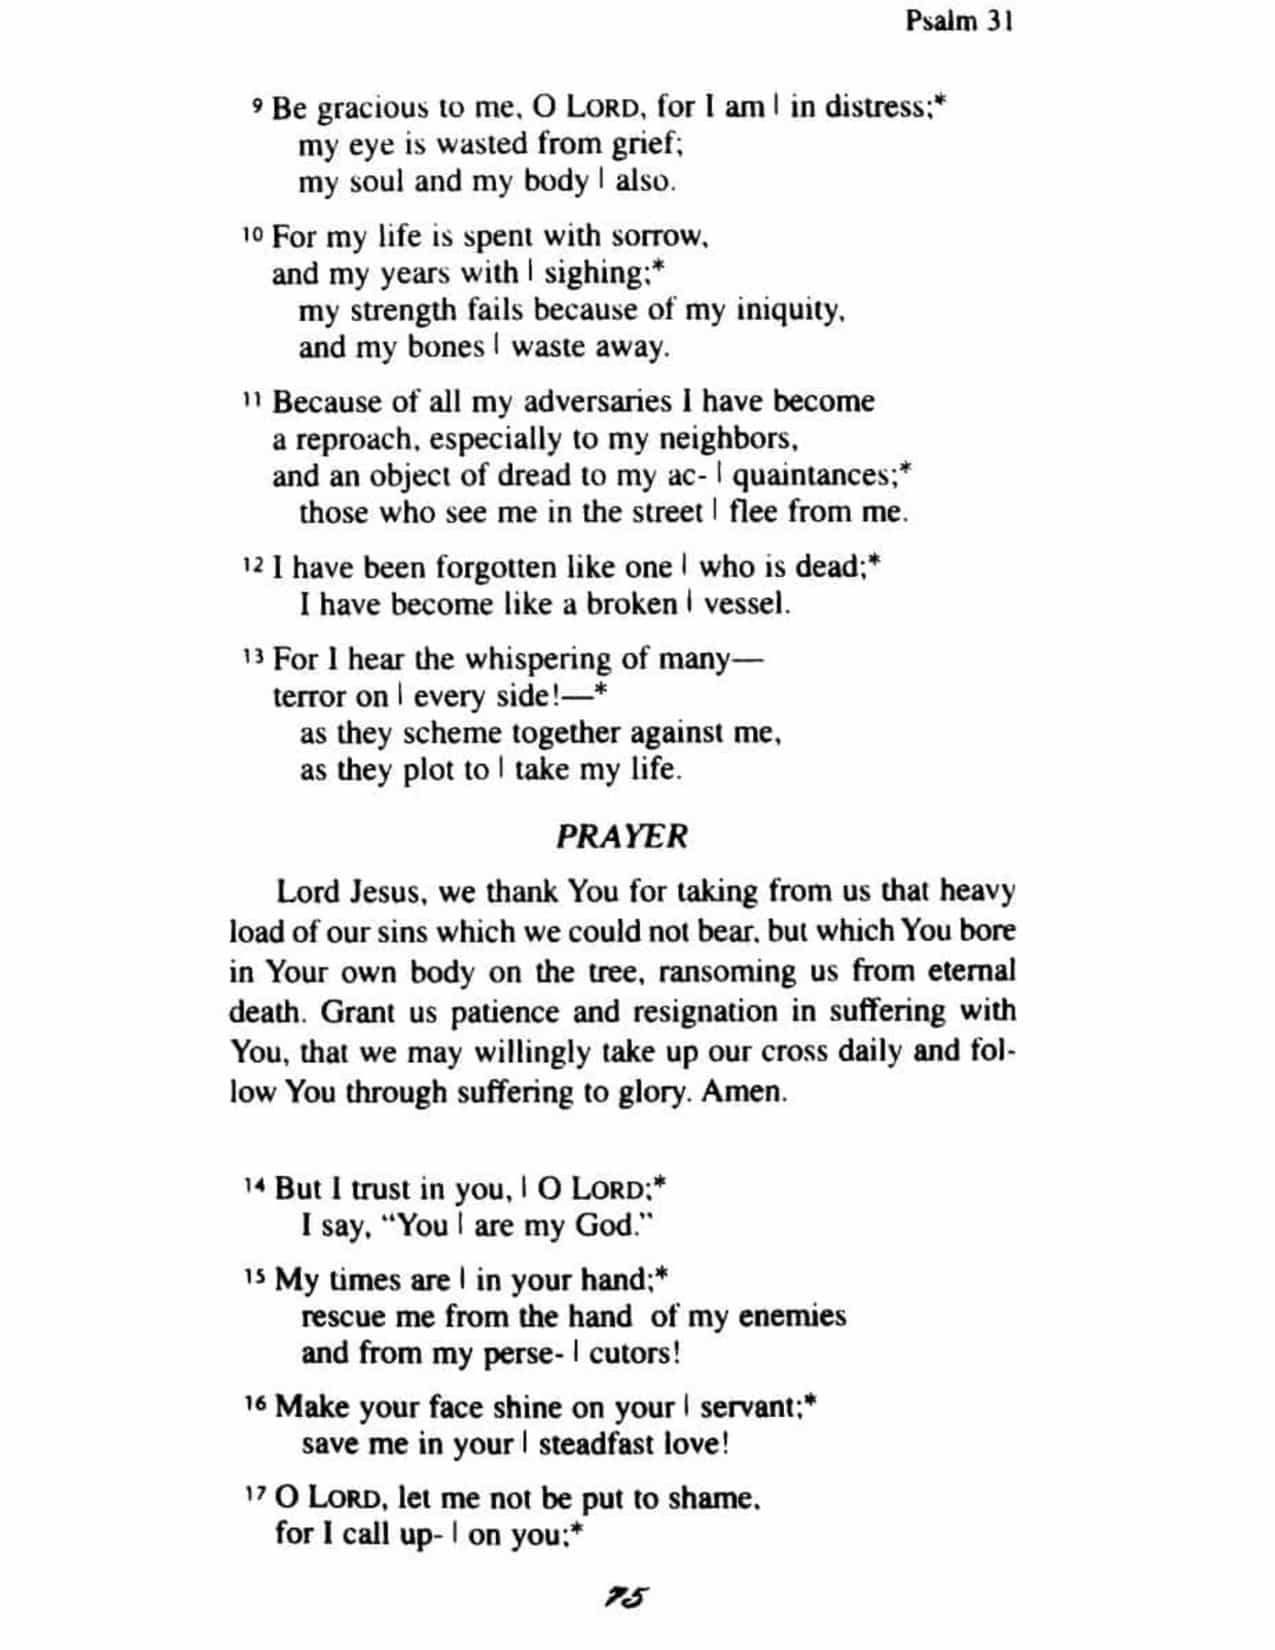 Psalm 31
9 Be gracious to me, O LORD, for I am | in distress;*
my eye is wasted from grief;
my soul and my body | also.
10 For my life is spent with sorrow,
and my years with | sighing;*
my strength fails because of my iniquity,
and my bones | waste away.
11 Because of all my adversaries I have become
a reproach, especially to my neighbors,
and an object of dread to my ac- | quaintances;*
those who see me in the street | flee from me.
12 I have been forgotten like one | who is dead;*
I have become like a broken | vessel.
13 For I hear the whispering of many—
terror on | every side!—*
as they scheme together against me,
as they plot to | take my life.
PRAYER
Lord Jesus, we thank You for taking from us that heavy
load of our sins which we could not bear, but which You bore
in Your own body on the tree, ransoming us from eternal
death. Grant us patience and resignation in suffering with
You, that we may willingly take up our cross daily and fol-
low You through suffering to glory. Amen.
14 But I trust in you, | O LORD;*
I say, “You | are my God.”
15 My times are | in your hand;*
rescue me from the hand of my enemies
and from my perse- | cutors!
16 Make your face shine on your | servant;*
save me in your | steadfast love!
17 O LORD, let me not be put to shame,
for I call up- | on you;*
75